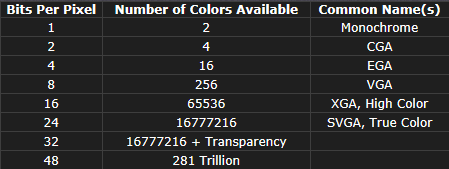 Bits Per Pixel Number of Colors Available Common Name(s)
1 2 Monochrome
2 4 CGA
4 16 EGA
8 256 VGA
16 65536 XGA, High Color
24 16777216 SVGA, True Color
32 16777216 + Transparency
48 281 Trillion